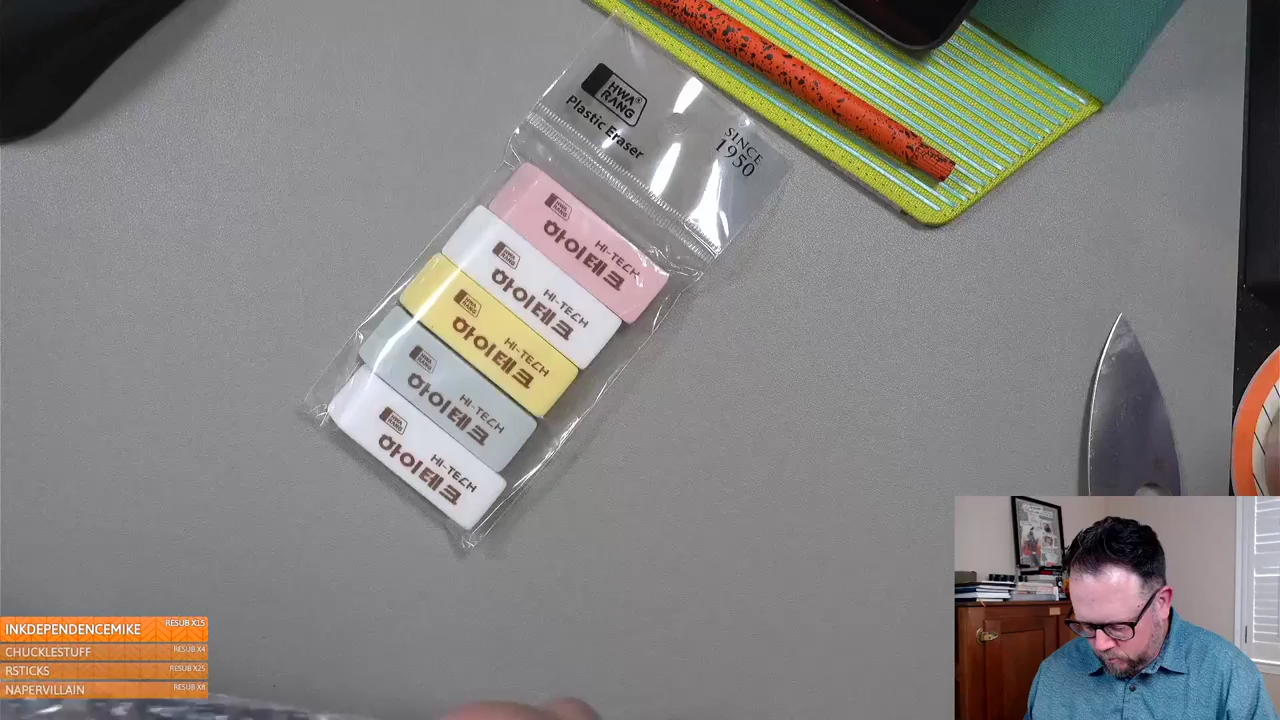 HWA
RANG®
Plastic Eraser
SINCE
1950
HWA
RANG
HI-TECH
하이테크
HWA
RANG
HI-TECH
하이테크
HWA
RANG
HI-TECH
하이테크
HWA
RANG
HI-TECH
하이테크
HWA
RANG
HI-TECH
하이테크
INKDEPENDENCEMIKE RESUB X15
CHUCKLESTUFF RESUB X4
RSTICKS RESUB X25
NAPERVILLAIN RESUB X8